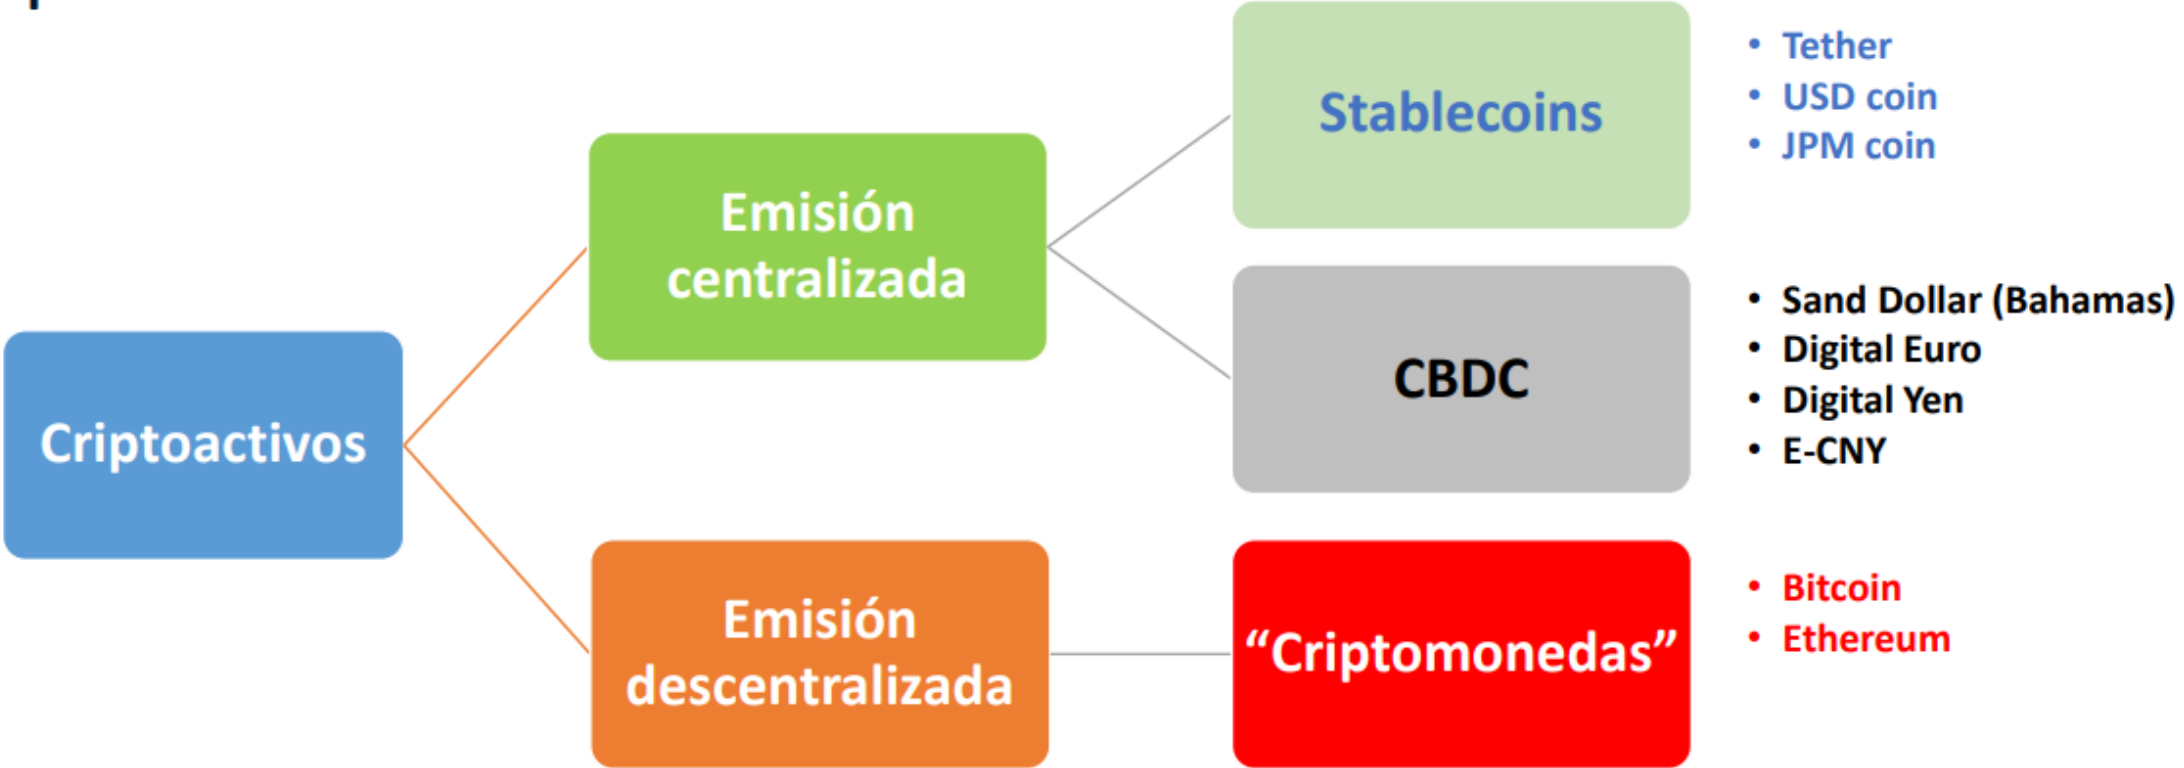 Criptoactivos
Emisión
centralizada
Emisión
descentralizada
Stablecoins
• Tether
• USD coin
• JPM coin
CBDC
• Sand Dollar (Bahamas)
• Digital Euro
• Digital Yen
• E-CNY
“Criptomonedas”
• Bitcoin
• Ethereum